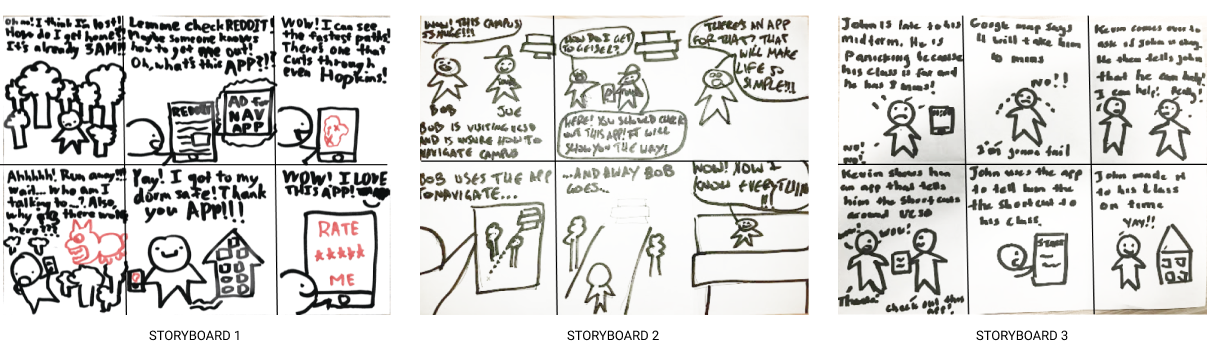 Ohm! I think I'm lost!
How do I get home?
It's already 3AM!!!
Lemme check REDDIT!
Maybe someone knows
how to get me out!
Oh, what's this APP?!?
REDDIT
AD for
NAV
APP
WOW! I can see
the fastest paths!
There's one that
cuts through
even Hopkins!
Ahhhhh! Run away!!!
wait... who am I
talking to..? Also,
why are there wolves
here?!?
Yay! I got to my
dorm safe! Thank
you APP!!!
WOW! I LOVE
THIS APP!
RATE
ME
STORYBOARD 1
WOW! THIS CAMPUS
IS HUGE!!!
BOB
JOE
BOB IS VISITING UCSD
AND IS UNSURE HOW TO
NAVIGATE CAMPUS
HOW DO I GET
TO GEISEL?
HERE! YOU SHOULD CHECK
OUT THIS APP! IT WILL
SHOW YOU THE WAY!
THERE'S AN APP
FOR THAT? THAT
WILL MAKE
LIFE SO
SIMPLE!!!
BOB USES THE APP
TO NAVIGATE...
...AND AWAY BOB
GOES...
WOW! NOW I
KNOW EVERYTHING
!!!
STORYBOARD 2
John is late to his
midterm. He is
Panicking because
his class is far and
he has 8 mins!
No!
No!
Google map says
it will take him
10 mins
NO!!
I'm gonna fail
Kevin comes over to
ask if John is okay.
He then tells John
that he can help!
I can help!
Really!
Kevin shows him
an app that tells
him the shortcuts
around UCSD
WOW!
check out this
app!
John uses the app
to tell him the
the shortcut to
his class.
John made it
to his class
on time
YAY!!
STORYBOARD 3